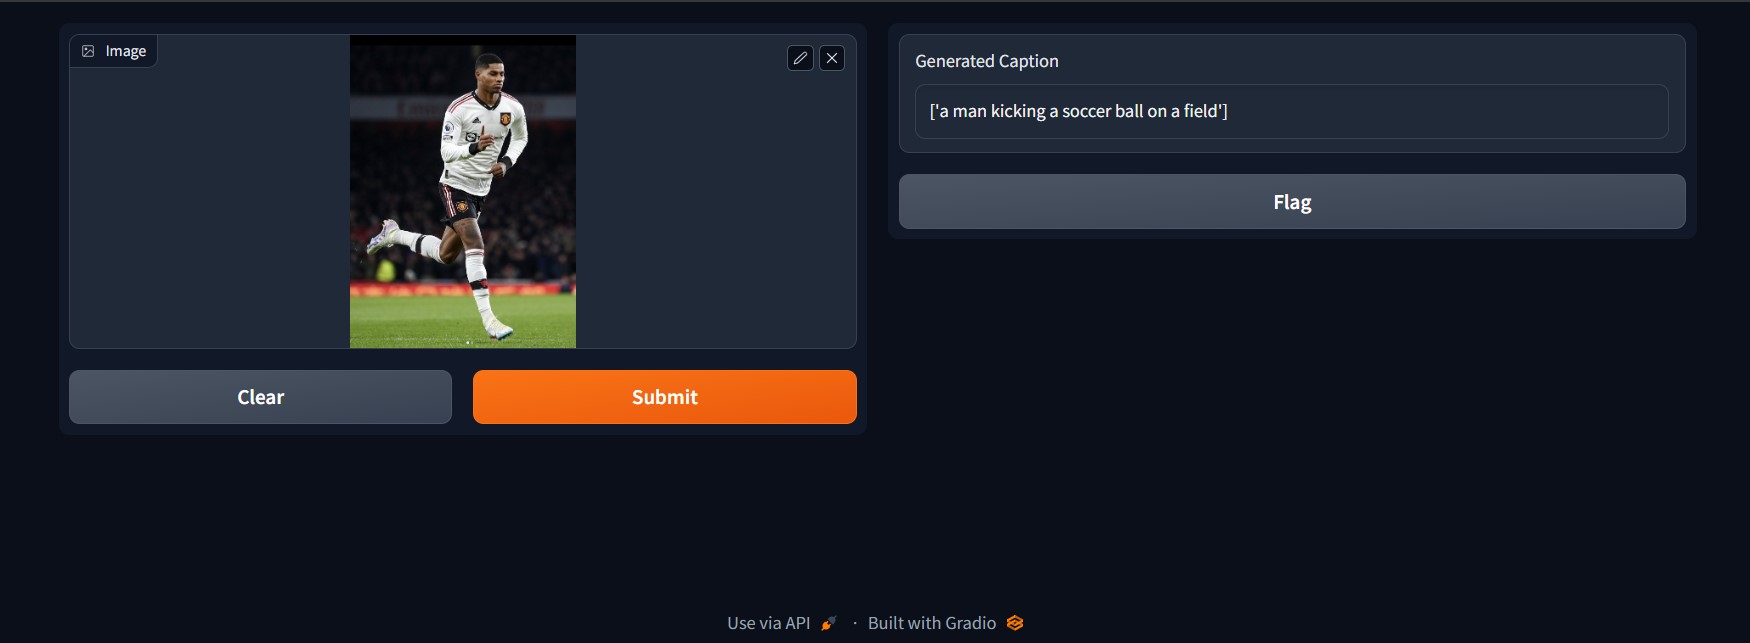 Image
Generated Caption
['a man kicking a soccer ball on a field']
Flag
Clear
Submit
Use via API · Built with Gradio